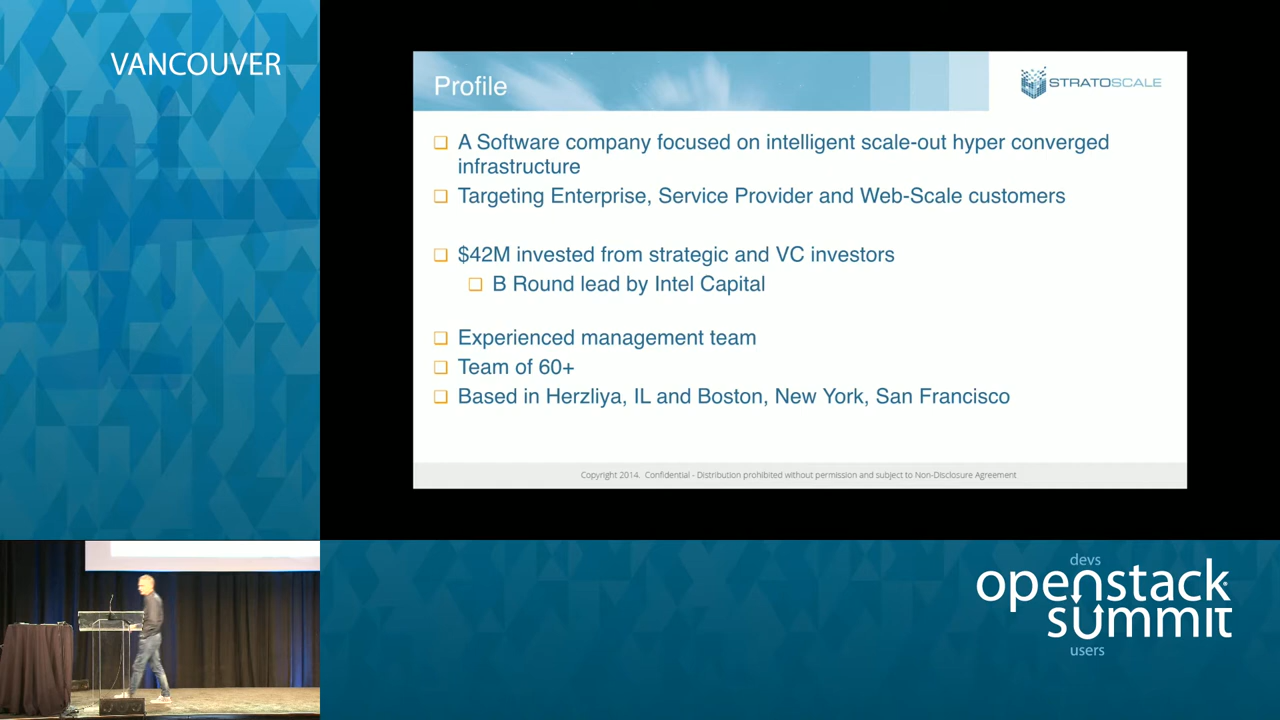 VANCOUVER
Profile
STRATOSCALE
A Software company focused on intelligent scale-out hyper converged
infrastructure
Targeting Enterprise, Service Provider and Web-Scale customers
$42M invested from strategic and VC investors
B Round lead by Intel Capital
Experienced management team
Team of 60+
Based in Herzliya, IL and Boston, New York, San Francisco
Copyright 2014. Confidential - Distribution prohibited without permission and subject to Non-Disclosure Agreement
devs
openstack
summit
users